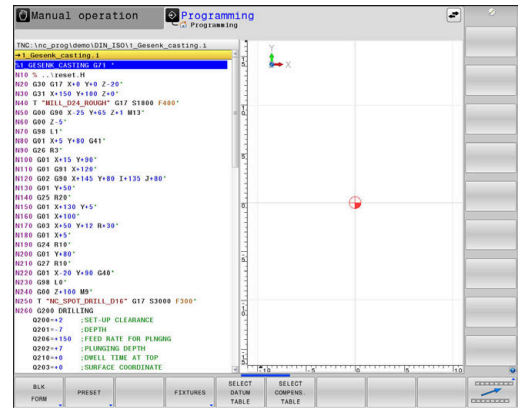 Manual operation
Programming
Programming
TNC:\nc_prog\demo\DIN_ISO\1_Gesenk_casting.i
→1_Gesenk_casting.i
%1_GESENK_CASTING G71 *
N10 % ..\reset.H
N20 G30 G17 X+0 Y+0 Z-20*
N30 G31 X+150 Y+100 Z+0*
N40 T "MILL_D24_ROUGH" G17 S1800 F400*
N50 G00 G90 X-25 Y+65 Z+1 M13*
N60 G00 Z-5*
N70 G98 L1*
N80 G01 X+5 Y+80 G41*
N90 G26 R3*
N100 G01 X+15 Y+90*
N110 G01 G91 X+120*
N120 G02 G90 X+145 Y+80 I+135 J+80*
N130 G01 Y+50*
N140 G25 R20*
N150 G01 X+130 Y+5*
N160 G01 X+100*
N170 G03 X+50 Y+12 R+30*
N180 G01 X+5*
N190 G24 R10*
N200 G01 Y+80*
N210 G27 R10*
N220 G01 X-20 Y+90 G40*
N230 G98 L0*
N240 G00 Z+100 M9*
N250 T "NC_SPOT_DRILL_D16" G17 S3000 F300*
N260 G200 DRILLING
Q200=+2 ;SET-UP CLEARANCE
Q201=-7 ;DEPTH
Q206=+150 ;FEED RATE FOR PLNGNG
Q202=+7 ;PLUNGING DEPTH
Q210=+0 ;DWELL TIME AT TOP
Q203=+0 ;SURFACE COORDINATE
Y
X
BLK FORM
PRESET
FIXTURES
SELECT DATUM TABLE
SELECT COMPENS. TABLE